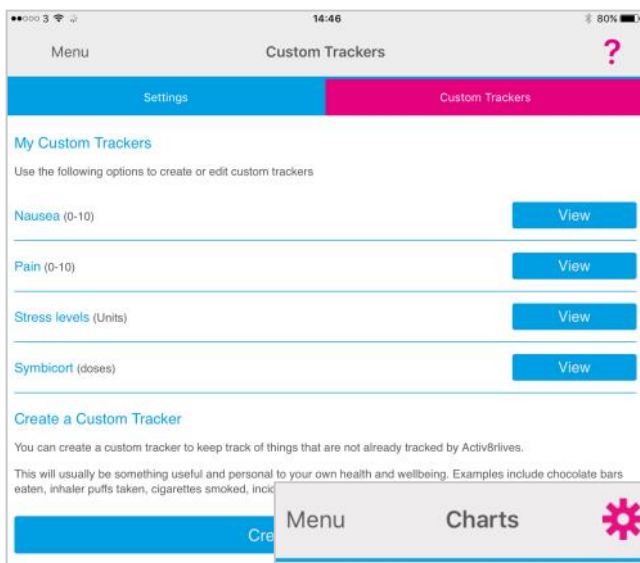 3 14:46 80%
Menu Custom Trackers ?
Settings Custom Trackers
My Custom Trackers
Use the following options to create or edit custom trackers
Nausea (0-10) View
Pain (0-10) View
Stress levels (Units) View
Symbicort (doses) View
Create a Custom Tracker
You can create a custom tracker to keep track of things that are not already tracked by Activ8rlives.
This will usually be something useful and personal to your own health and wellbeing. Examples include chocolate bars
eaten, inhaler puffs taken, cigarettes smoked,
Menu Charts